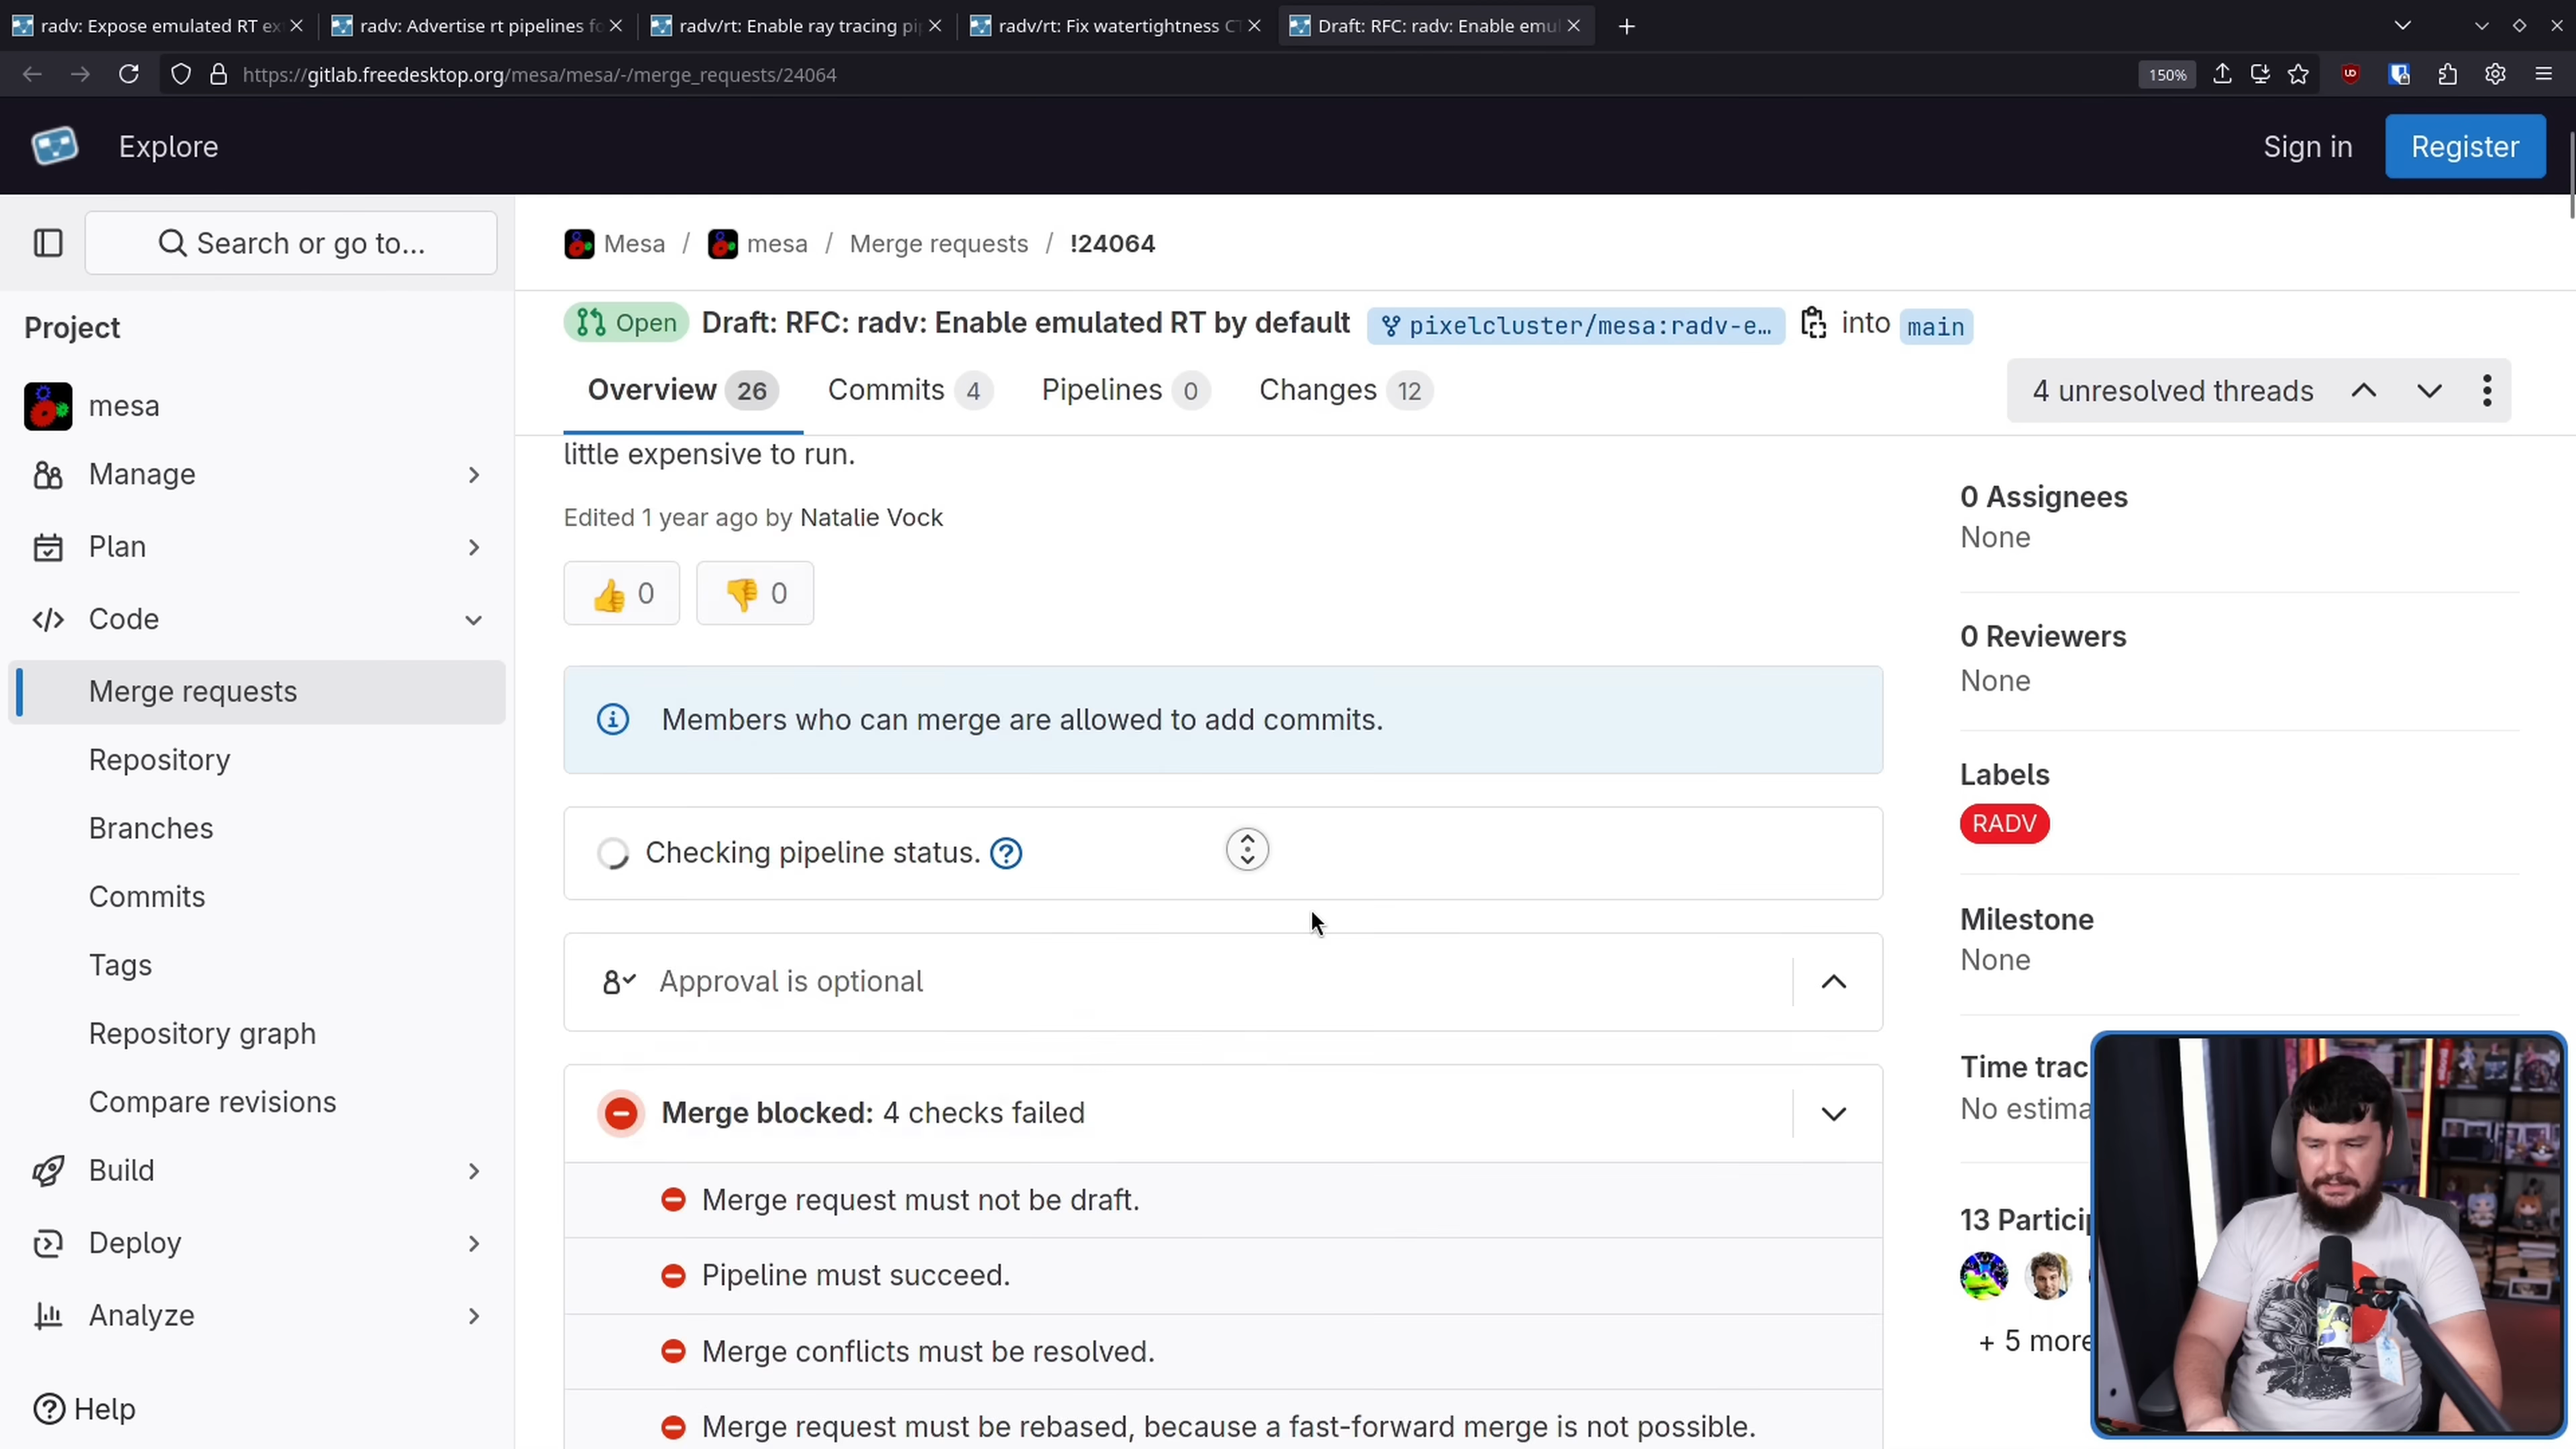 radv: Expose emulated RT ex
radv: Advertise rt pipelines fo
radv/rt: Enable ray tracing pi
radv/rt: Fix watertightness C
Draft: RFC: radv: Enable emul
https://gitlab.freedesktop.org/mesa/mesa/-/merge_requests/24064
150%
Explore
Sign in
Register
Search or go to...
Mesa / mesa / Merge requests / !24064
Project
mesa
Manage
Plan
Code
Merge requests
Repository
Branches
Commits
Tags
Repository graph
Compare revisions
Build
Deploy
Analyze
Help
Open Draft: RFC: radv: Enable emulated RT by default pixelcluster/mesa:radv-e… into main
Overview 26 Commits 4 Pipelines 0 Changes 12
4 unresolved threads
little expensive to run.
Edited 1 year ago by Natalie Vock
👍 0 👎 0
Members who can merge are allowed to add commits.
Checking pipeline status.
Approval is optional
Merge blocked: 4 checks failed
Merge request must not be draft.
Pipeline must succeed.
Merge conflicts must be resolved.
Merge request must be rebased, because a fast-forward merge is not possible.
0 Assignees
None
0 Reviewers
None
Labels
RADV
Milestone
None
Time trac
No estima
13 Partici
+ 5 more